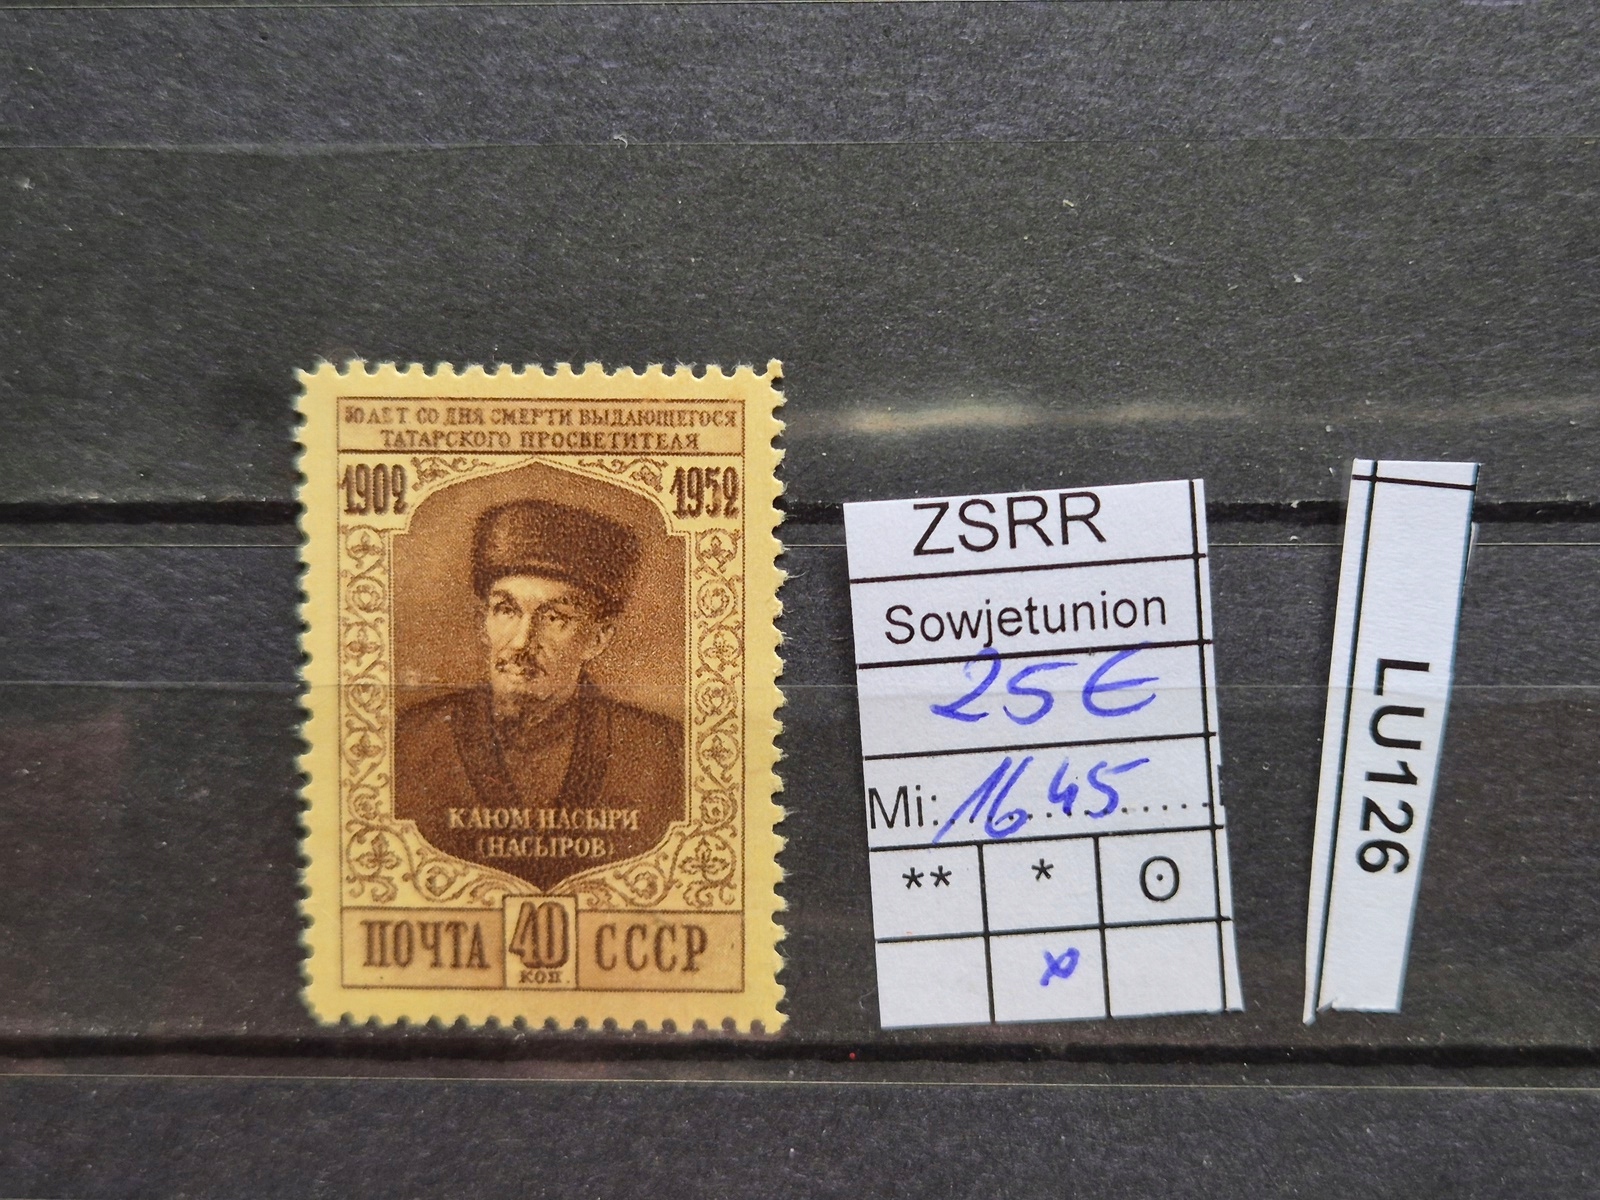 50 ЛЕТ СО ДНЯ СМЕРТИ ВЫДАЮЩЕГОСЯ
ТАТАРСКОГО ПРОСВЕТИТЕЛЯ
1902 1952
КАЮМ НАСЫРИ
(НАСЫРОВ)
ПОЧТА 40 КОП. СССР
ZSRR
Sowjetunion
25€
Mi: 1645
** * ⊙
x
LU126